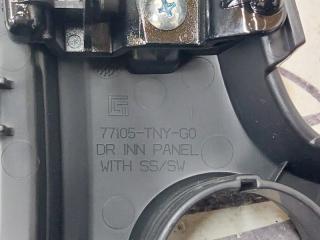 77105-TNY-G0
DR INN PANEL
WITH SS/SW